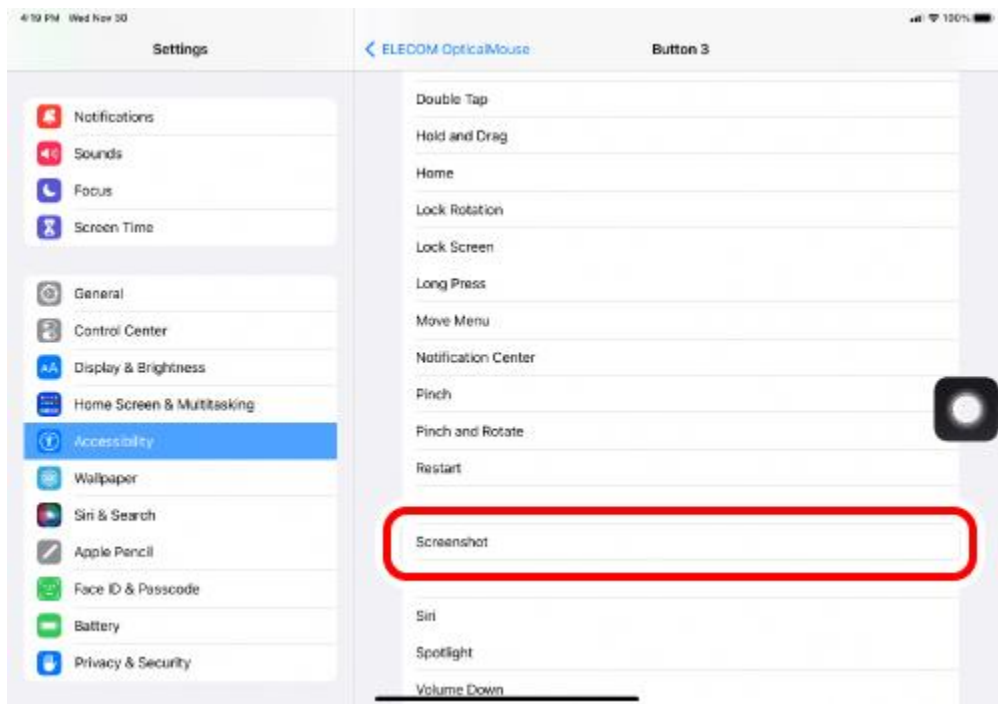 4:19 PM Wed Nov 30
100%
Settings
Notifications
Sounds
Focus
Screen Time
General
Control Center
AA
Display & Brightness
Home Screen & Multitasking
Accessibility
Wallpaper
Siri & Search
Apple Pencil
Face ID & Passcode
Battery
Privacy & Security
ELECOM OpticalMouse
Button 3
Double Tap
Hold and Drag
Home
Lock Rotation
Lock Screen
Long Press
Move Menu
Notification Center
Pinch
Pinch and Rotate
Restart
Screenshot
Siri
Spotlight
Volume Down